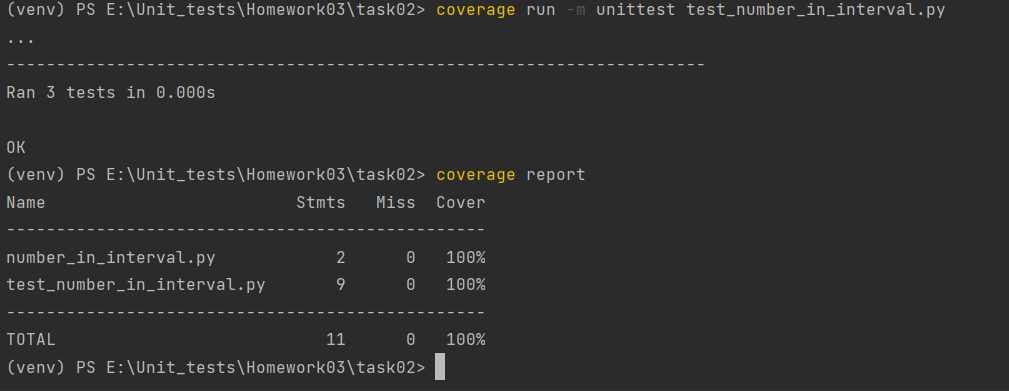 (venv) PS E:\Unit_tests\Homework03\task02> coverage run -m unittest test_number_in_interval.py
...
----------------------------------------------------------------------
Ran 3 tests in 0.000s

OK
(venv) PS E:\Unit_tests\Homework03\task02> coverage report
Name                         Stmts   Miss  Cover
------------------------------------------------
number_in_interval.py            2      0   100%
test_number_in_interval.py       9      0   100%
------------------------------------------------
TOTAL                           11      0   100%
(venv) PS E:\Unit_tests\Homework03\task02>